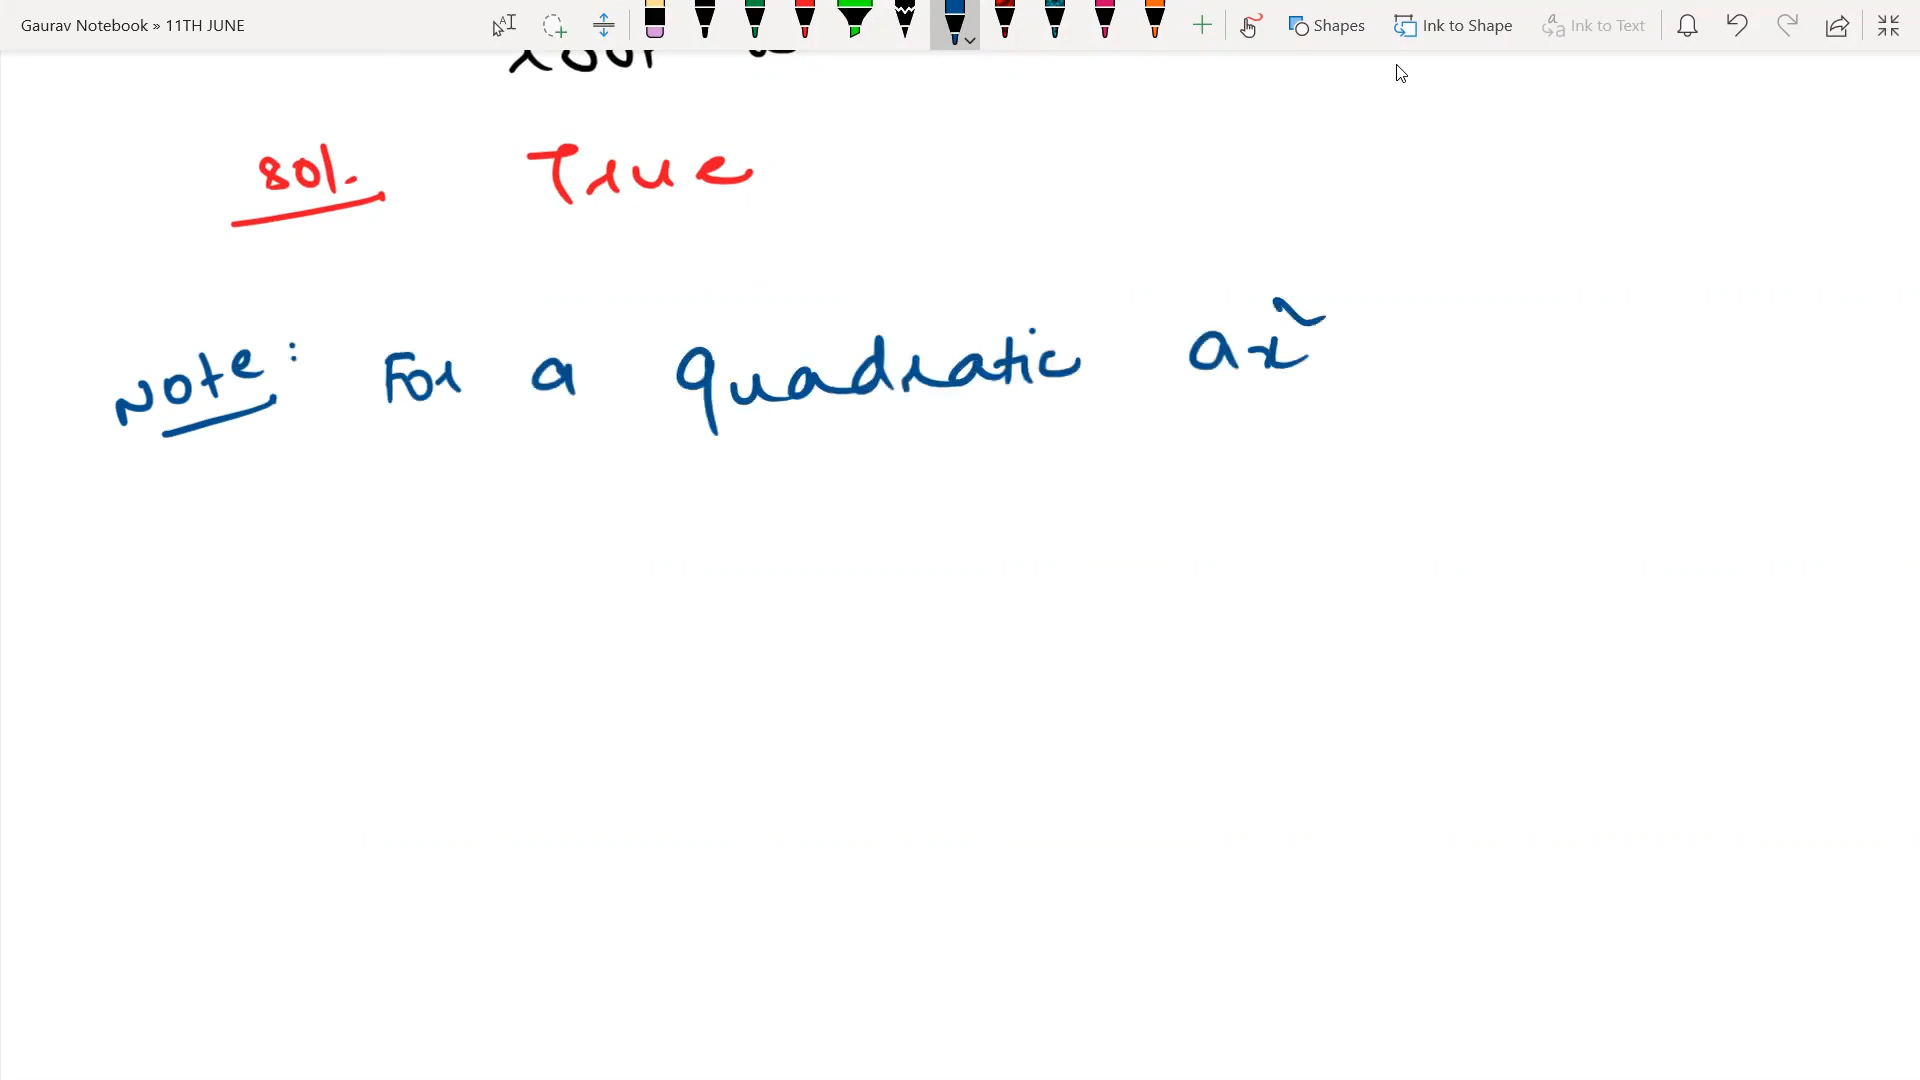 Gaurav Notebook » 11TH JUNE Shapes Ink to Shape Ink to Text
Sol. True
Note: For a quadratic ax²